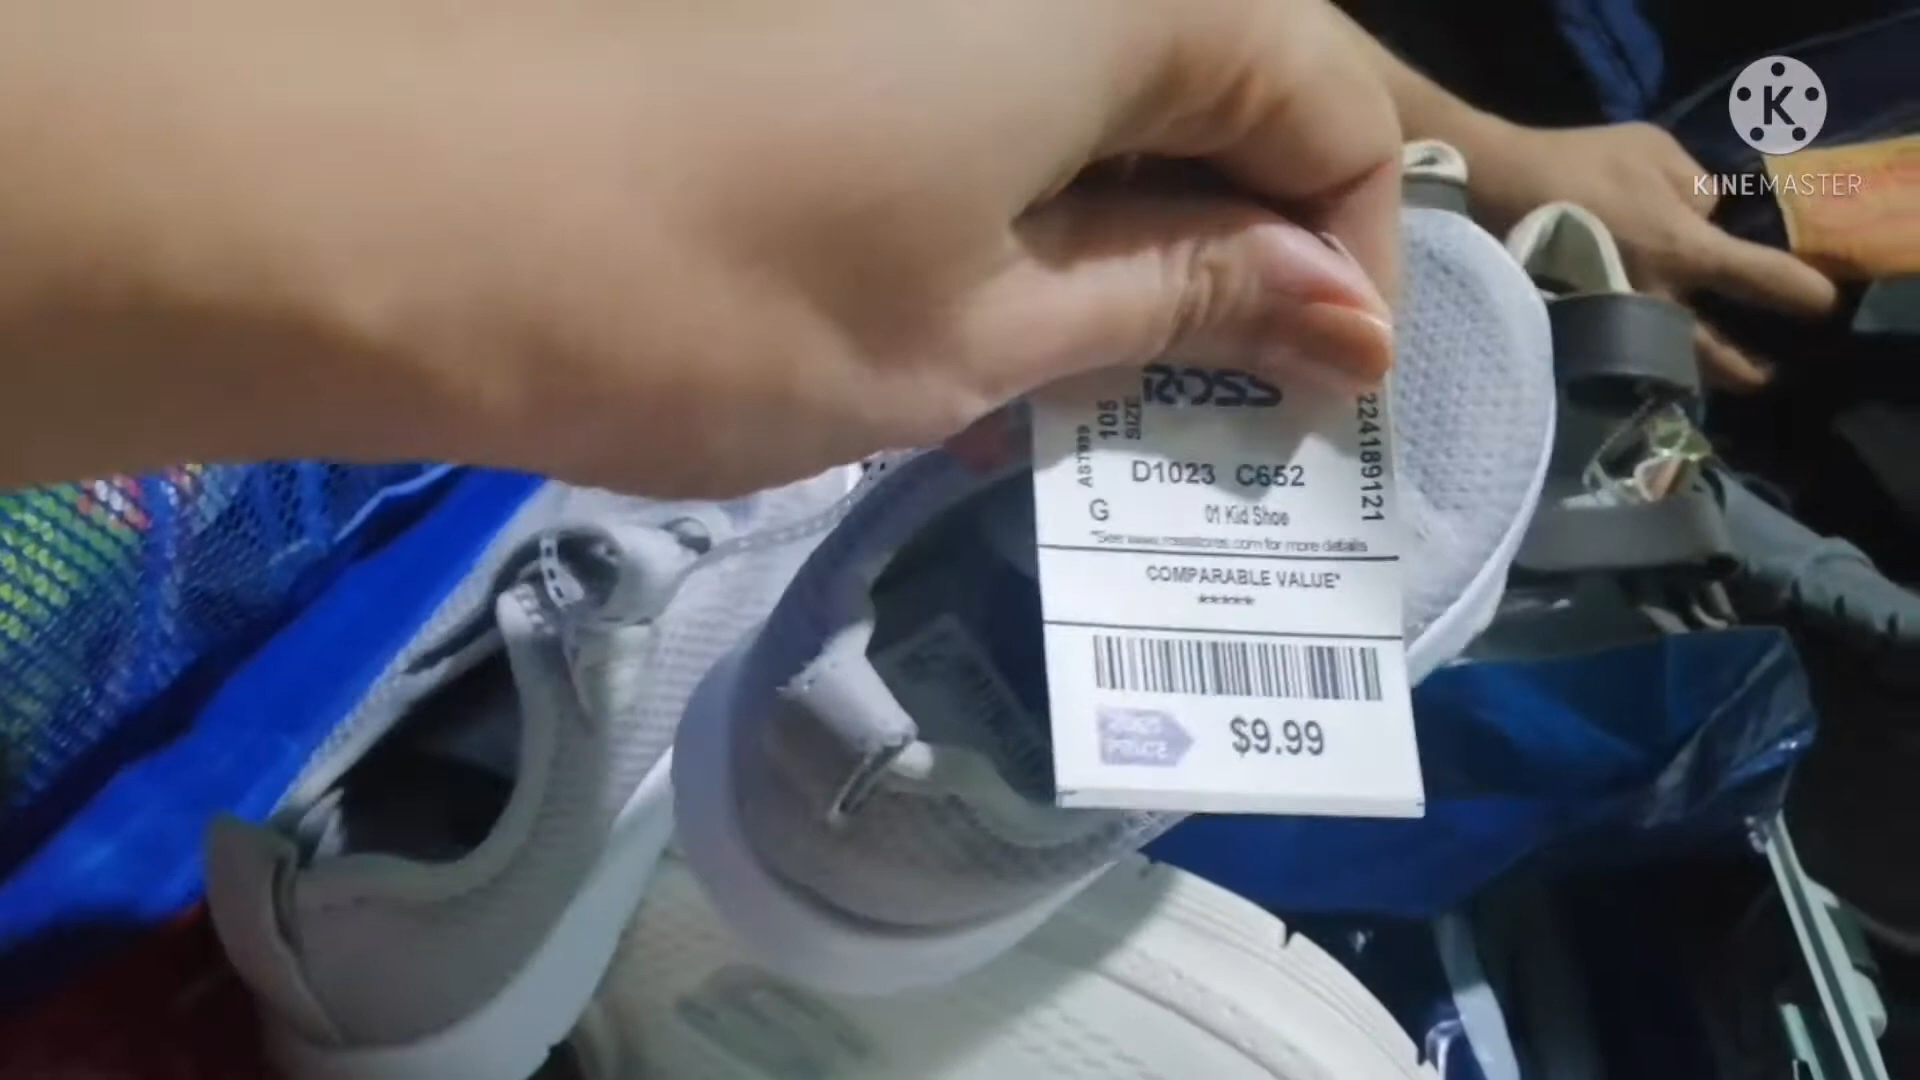 K
KINEMASTER
ROSS
105
SIZE
D1023 C652
G
01 Kid Shoe
*See www.rossstores.com for more details
COMPARABLE VALUE*
*****
$9.99
224189121